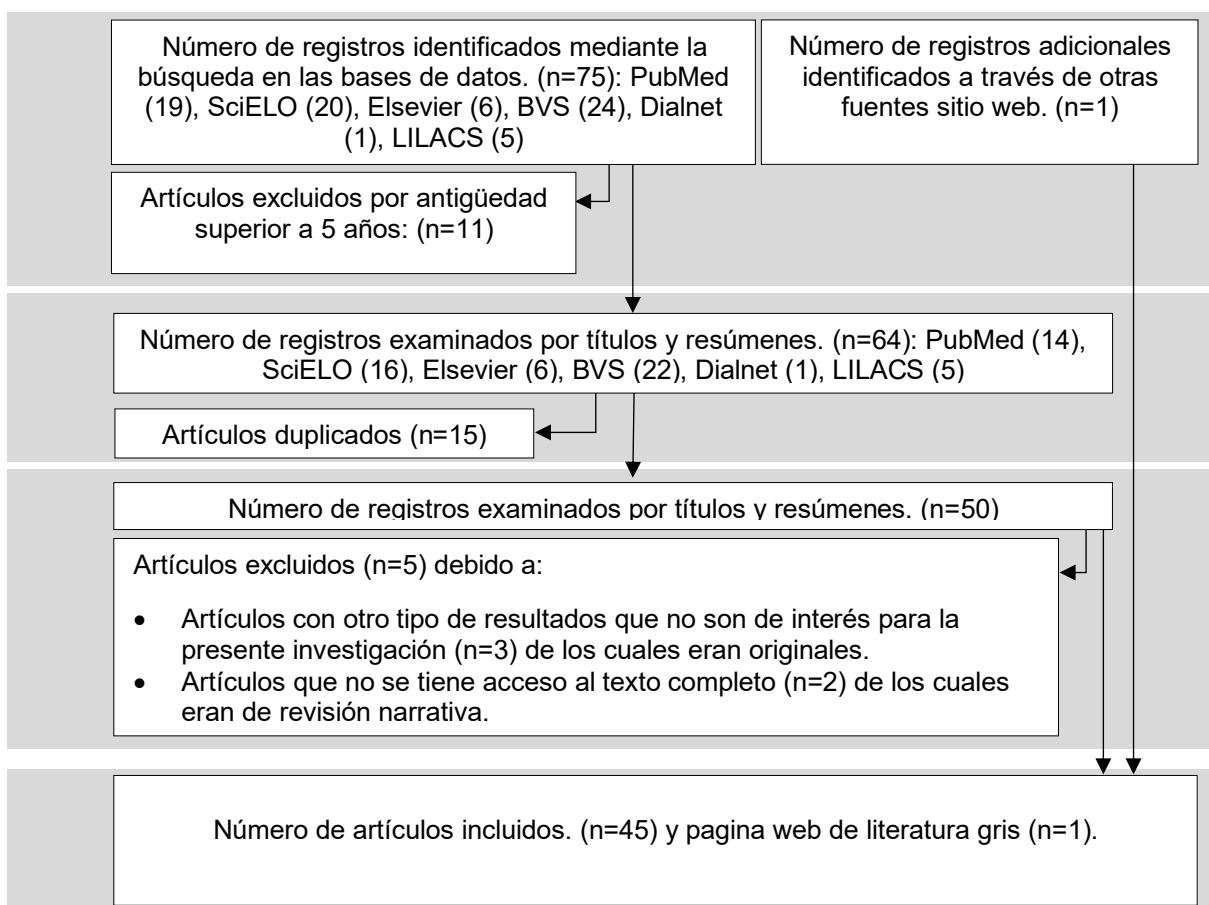 Número de registros identificados mediante la
búsqueda en las bases de datos. (n=75): PubMed
(19), SciELO (20), Elsevier (6), BVS (24), Dialnet
(1), LILACS (5)
Número de registros adicionales
identificados a través de otras
fuentes sitio web. (n=1)
Artículos excluidos por antigüedad
superior a 5 años: (n=11)
Número de registros examinados por títulos y resúmenes. (n=64): PubMed (14),
SciELO (16), Elsevier (6), BVS (22), Dialnet (1), LILACS (5)
Artículos duplicados (n=15)
Número de registros examinados por títulos y resúmenes. (n=50)
Artículos excluidos (n=5) debido a:
• Artículos con otro tipo de resultados que no son de interés para la
presente investigación (n=3) de los cuales eran originales.
• Artículos que no se tiene acceso al texto completo (n=2) de los cuales
eran de revisión narrativa.
Número de artículos incluidos. (n=45) y pagina web de literatura gris (n=1).